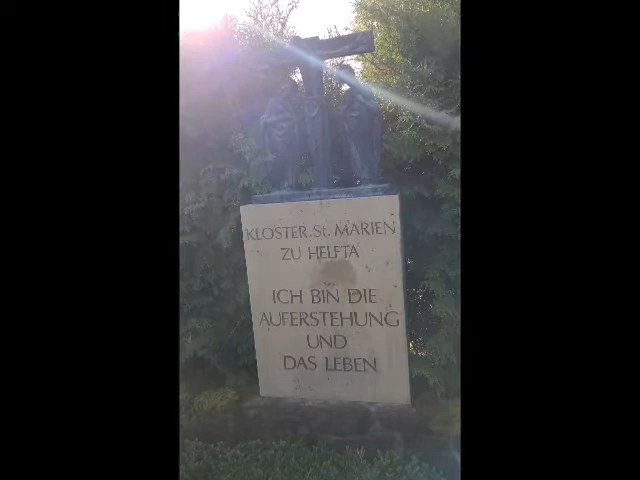 KLOSTER St. MARIEN
ZU HELFTA
ICH BIN DIE
AUFERSTEHUNG
UND
DAS LEBEN